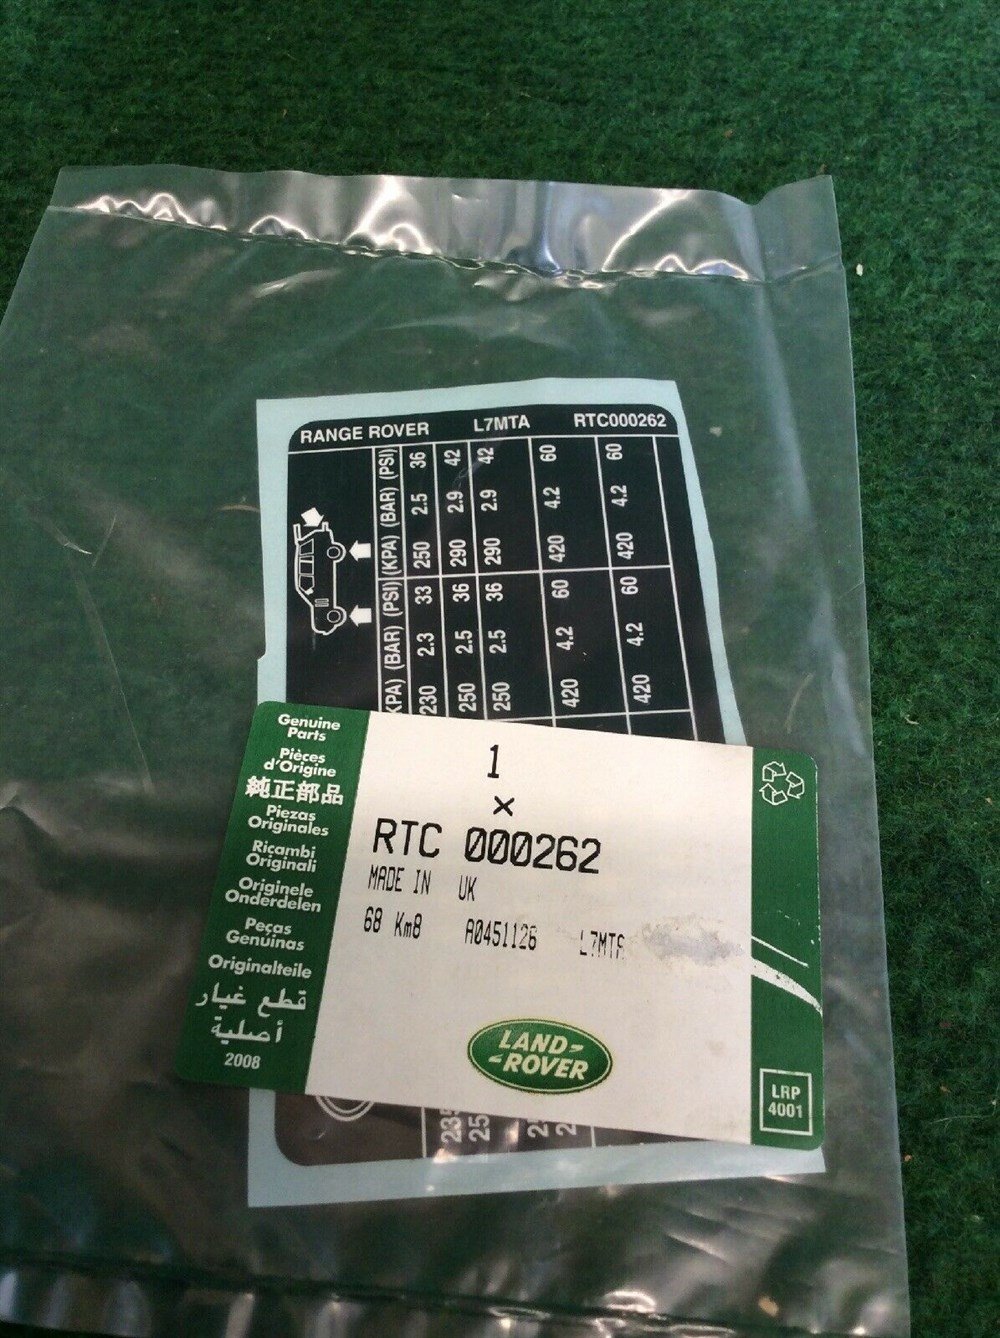 RANGE ROVER L7MTA RTC000262
(PSI) 36 42 42 60 60
(BAR) 2.5 2.9 2.9 4.2 4.2
(KPA) 250 290 290 420 420
(PSI) 33 36 36 60 60
(BAR) 2.3 2.5 2.5 4.2 4.2
KPA) 230 250 250 420 420
Genuine
Parts
Pièces
d'Origine
純正部品
Piezas
Originales
Ricambi
Originali
Originele
Onderdelen
Peças
Genuinas
Originalteile
قطع غيار
أصلية
2008
1
×
RTC 000262
MADE IN UK
68 Km8 A0451126 L7MTA
LAND-
-ROVER
LRP
4001